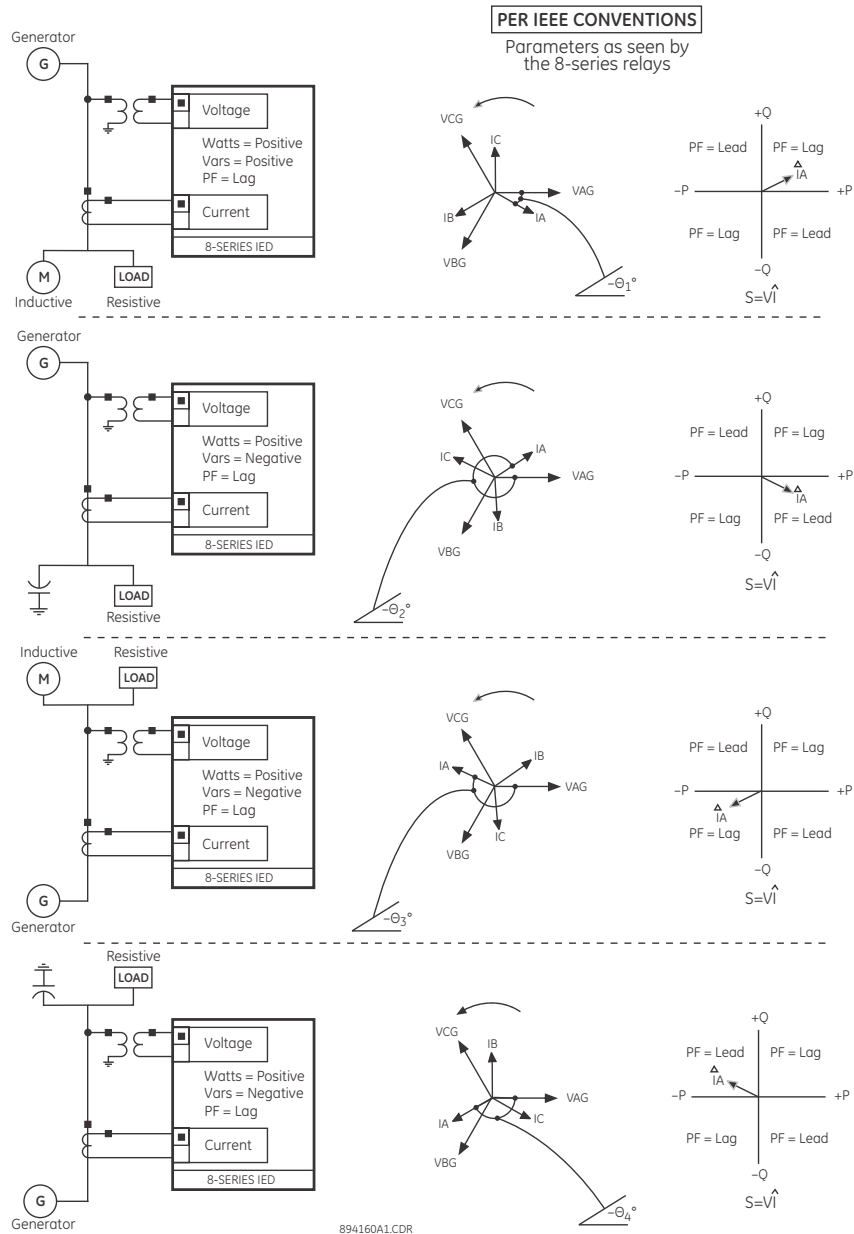 PER IEEE CONVENTIONS
Parameters as seen by
the 8-series relays
Generator
G
Voltage
Watts = Positive
Vars = Positive
PF = Lag
Current
8-SERIES IED
M
LOAD
Inductive
Resistive
VCG
IC
VAG
IB
IA
VBG
–Θ1°
+Q
PF = Lead
PF = Lag
IA
–P
+P
PF = Lag
PF = Lead
–Q
S=VÎ
Generator
G
Voltage
Watts = Positive
Vars = Negative
PF = Lag
Current
8-SERIES IED
LOAD
Resistive
VCG
IC
IA
VAG
IB
VBG
–Θ2°
+Q
PF = Lead
PF = Lag
–P
+P
IA
PF = Lag
PF = Lead
–Q
S=VÎ
Inductive
Resistive
M
LOAD
Voltage
Watts = Positive
Vars = Negative
PF = Lag
Current
8-SERIES IED
G
Generator
VCG
IB
IA
VAG
VBG
IC
–Θ3°
+Q
PF = Lead
PF = Lag
–P
+P
IA
PF = Lag
PF = Lead
–Q
S=VÎ
Resistive
LOAD
Voltage
Watts = Positive
Vars = Negative
PF = Lag
Current
8-SERIES IED
G
Generator
VCG
IB
VAG
IA
IC
VBG
–Θ4°
+Q
PF = Lead
PF = Lag
IA
–P
+P
PF = Lag
PF = Lead
–Q
S=VÎ
894160A1.CDR